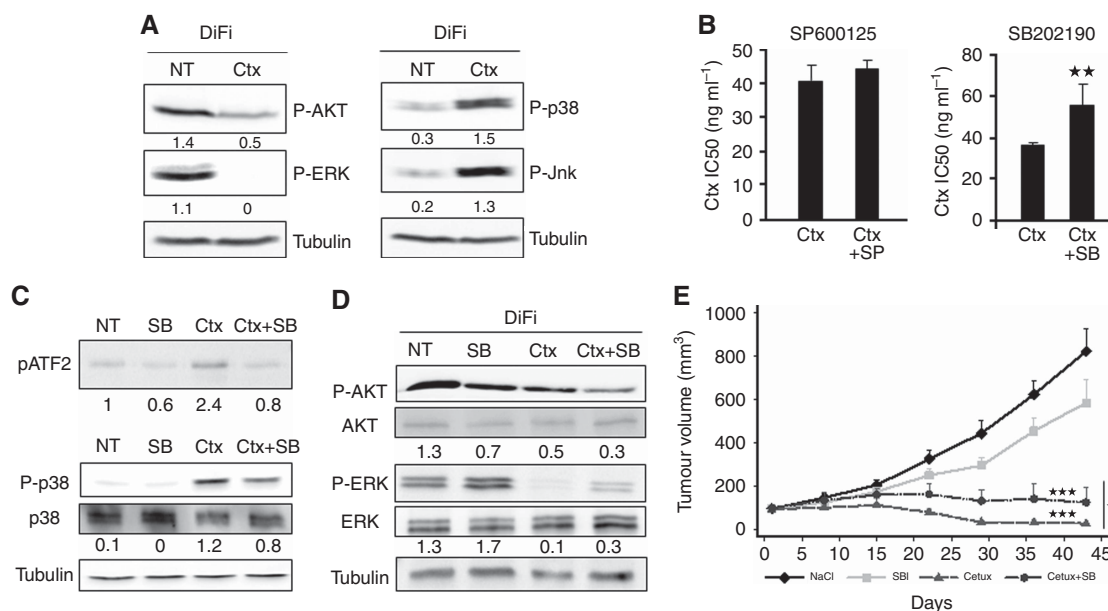 A
DiFi
NT Ctx
P-AKT
1.4 0.5
P-ERK
1.1 0
Tubulin
DiFi
NT Ctx
P-p38
0.3 1.5
P-Jnk
0.2 1.3
Tubulin
B
SP600125
Ctx IC50 (ng ml⁻¹)
50
40
30
20
10
0
Ctx
Ctx
+SP
SB202190
★★
Ctx IC50 (ng ml⁻¹)
80
60
40
20
0
Ctx
Ctx
+SB
C
NT SB Ctx Ctx+SB
pATF2
1 0.6 2.4 0.8
NT SB Ctx Ctx+SB
P-p38
p38
0.1 0 1.2 0.8
Tubulin
D
DiFi
NT SB Ctx Ctx+SB
P-AKT
AKT
1.3 0.7 0.5 0.3
P-ERK
ERK
1.3 1.7 0.1 0.3
Tubulin
E
Tumour volume (mm³)
1000
800
600
400
200
0
★★★
★★★
0 5 10 15 20 25 30 35 40 45
NaCl SBI Cetux Cetux+SB
Days